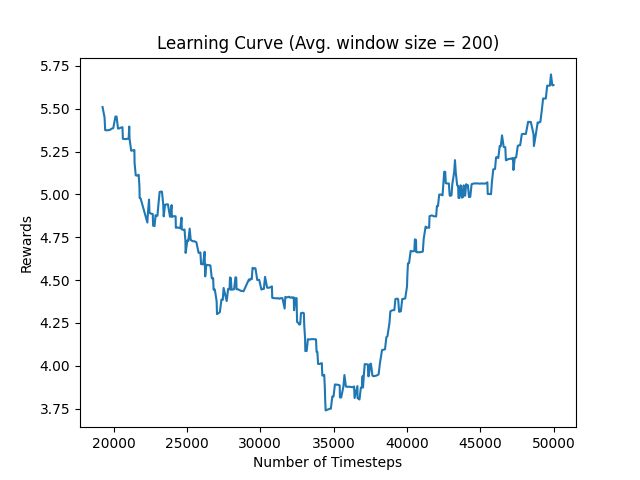 Learning Curve (Avg. window size = 200)
5.75
5.50
5.25
5.00
4.75
4.50
4.25
4.00
3.75
Rewards
20000 25000 30000 35000 40000 45000 50000
Number of Timesteps